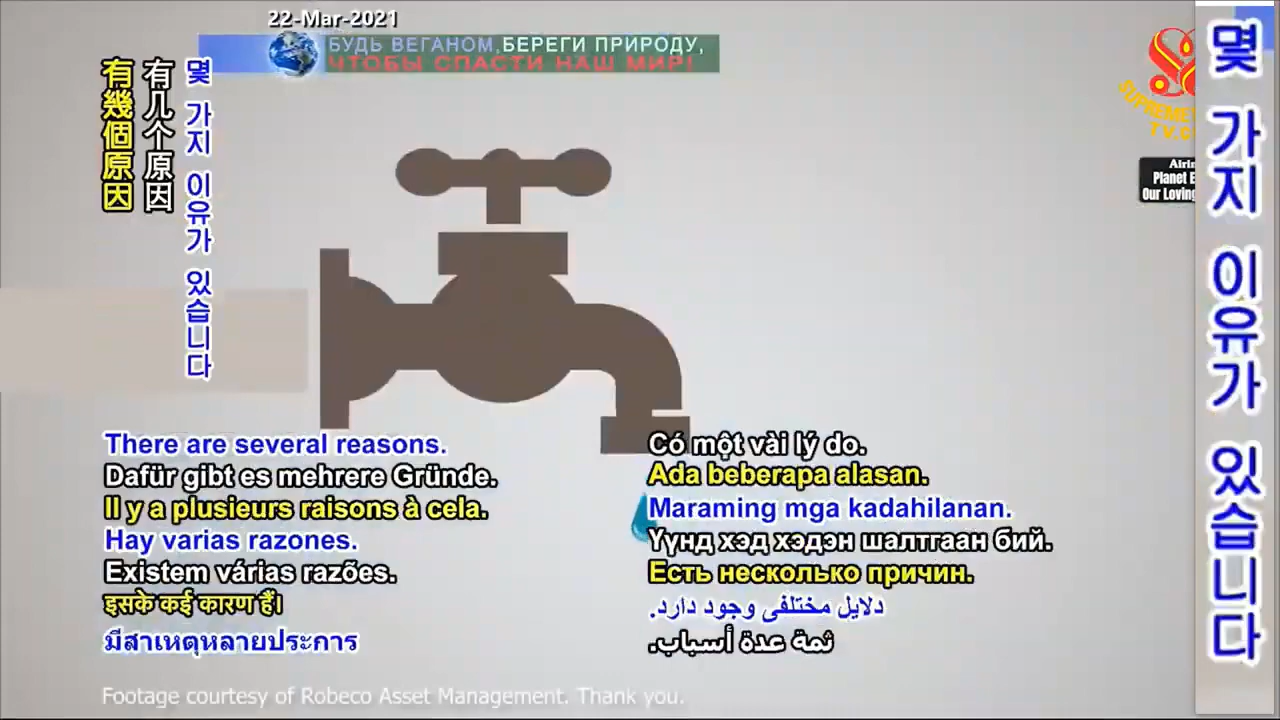 22-Mar-2021
БУДЬ ВЕГАНОМ,БЕРЕГИ ПРИРОДУ,
ЧТОБЫ СПАСТИ НАШ МИР!
有幾個原因
有几个原因
몇 가지 이유가 있습니다
There are several reasons.
Dafür gibt es mehrere Gründe.
Il y a plusieurs raisons à cela.
Hay varias razones.
Existem várias razões.
इसके कई कारण हैं।
มีสาเหตุหลายประการ
Có một vài lý do.
Ada beberapa alasan.
Maraming mga kadahilanan.
Үүнд хэд хэдэн шалтгаан бий.
Есть несколько причин.
دلایل مختلفی وجود دارد.
ثمة عدة أسباب.
Footage courtesy of Robeco Asset Management. Thank you.
SUPREME
TV.C
Planet E
Our Loving
몇 가지 이유가 있습니다